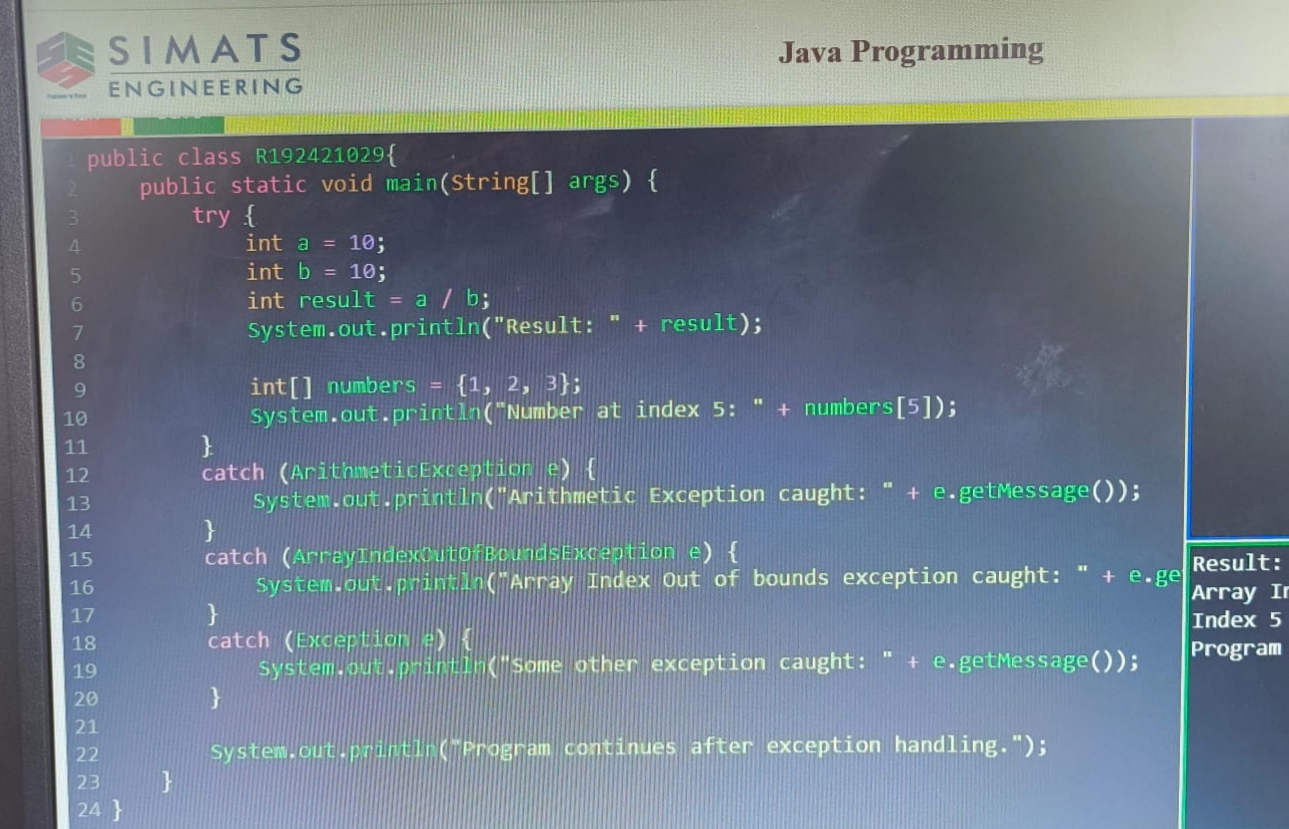 SIMATS
ENGINEERING
Java Programming
1 public class R192421029{
2 public static void main(String[] args) {
3 try {
4 int a = 10;
5 int b = 10;
6 int result = a / b;
7 System.out.println("Result: " + result);
8
9 int[] numbers = {1, 2, 3};
10 System.out.println("Number at index 5: " + numbers[5]);
11 }
12 catch (ArithmeticException e) {
13 System.out.println("Arithmetic Exception caught: " + e.getMessage());
14 }
15 catch (ArrayIndexOutOfBoundsException e) {
16 System.out.println("Array Index Out of bounds exception caught: " + e.ge
17 }
18 catch (Exception e) {
19 System.out.println("Some other exception caught: " + e.getMessage());
20 }
21
22 System.out.println("Program continues after exception handling.");
23 }
24 }
Result:
Array In
Index 5
Program